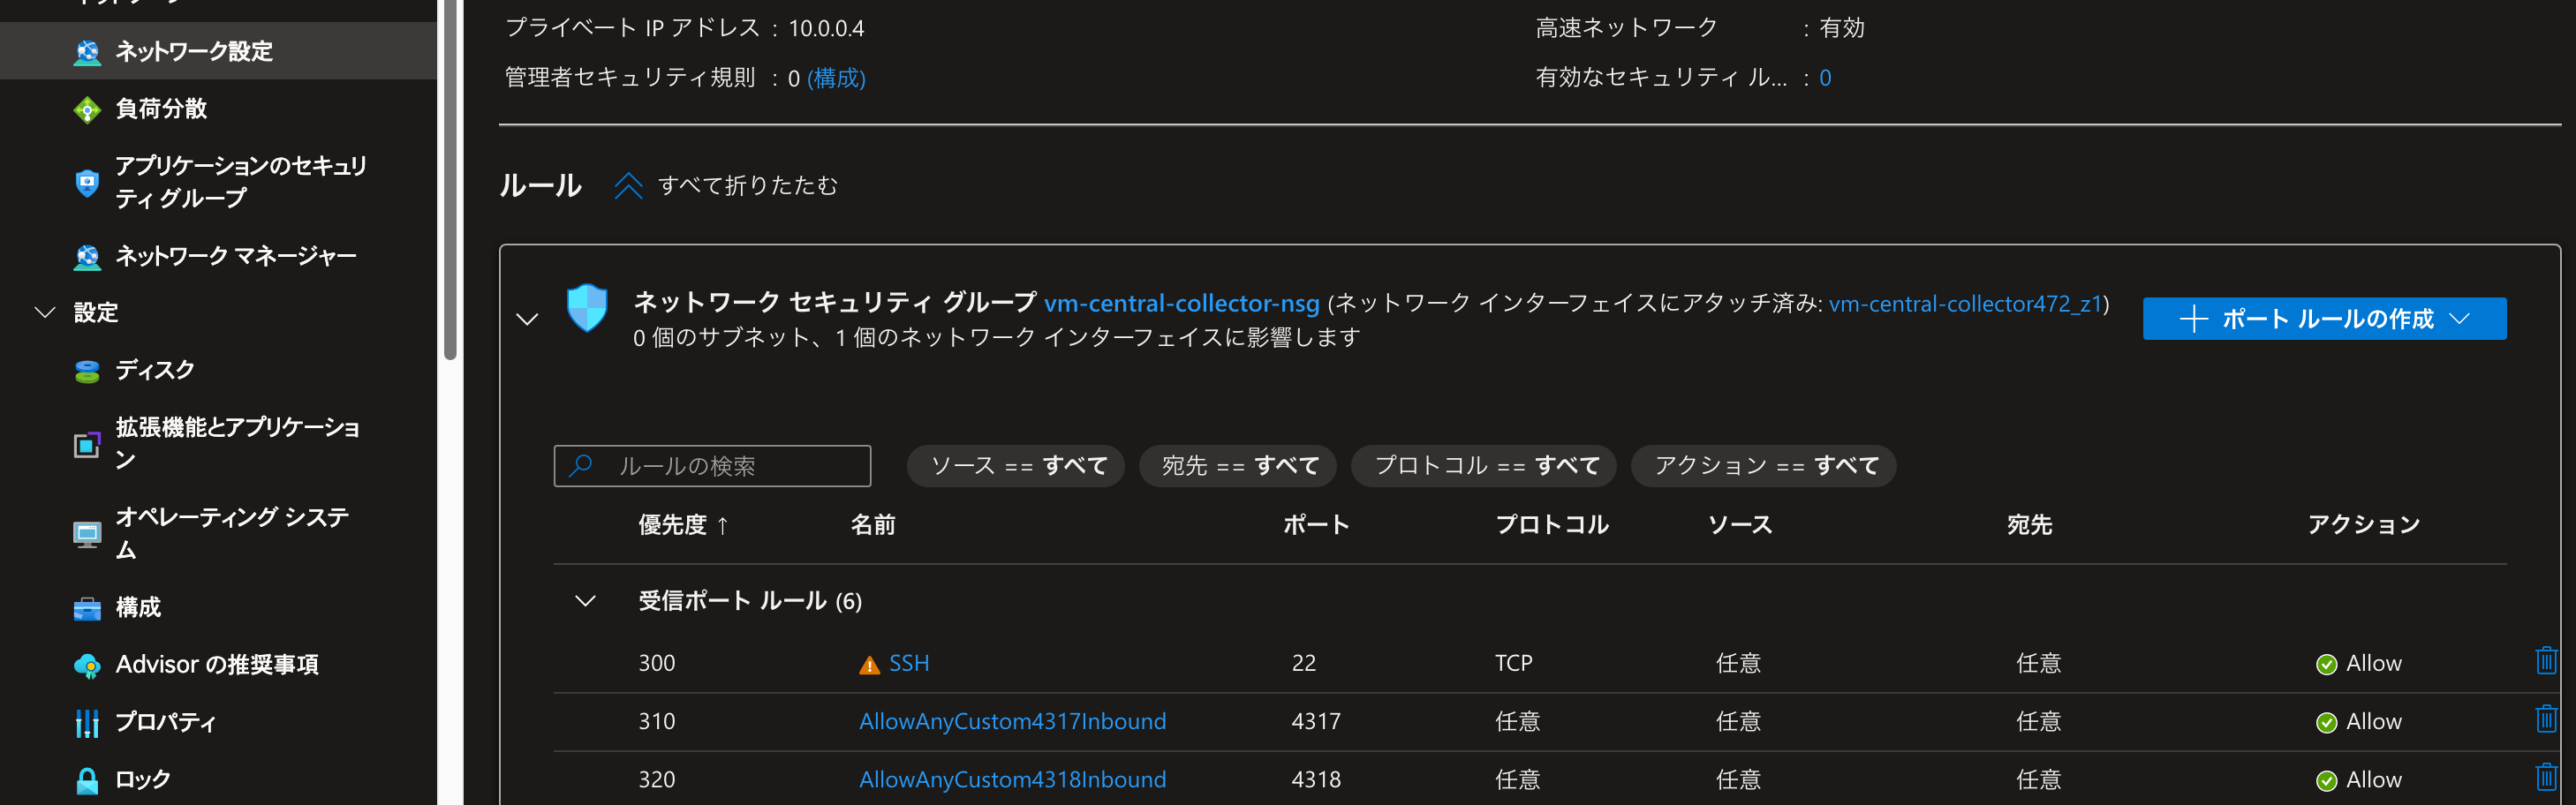 ネットワーク設定
負荷分散
アプリケーションのセキュリ
ティ グループ
ネットワーク マネージャー
設定
ディスク
拡張機能とアプリケーショ
ン
オペレーティング システ
ム
構成
Advisor の推奨事項
プロパティ
ロック
プライベート IP アドレス : 10.0.0.4
高速ネットワーク : 有効
管理者セキュリティ規則 : 0 (構成)
有効なセキュリティ ル... : 0
ルール すべて折りたたむ
ネットワーク セキュリティ グループ vm-central-collector-nsg (ネットワーク インターフェイスにアタッチ済み: vm-central-collector472_z1)
0 個のサブネット、1 個のネットワーク インターフェイスに影響します
ポート ルールの作成
ルールの検索 ソース == すべて 宛先 == すべて プロトコル == すべて アクション == すべて
優先度 ↑ 名前 ポート プロトコル ソース 宛先 アクション
受信ポート ルール (6)
300 SSH 22 TCP 任意 任意 Allow
310 AllowAnyCustom4317Inbound 4317 任意 任意 任意 Allow
320 AllowAnyCustom4318Inbound 4318 任意 任意 任意 Allow